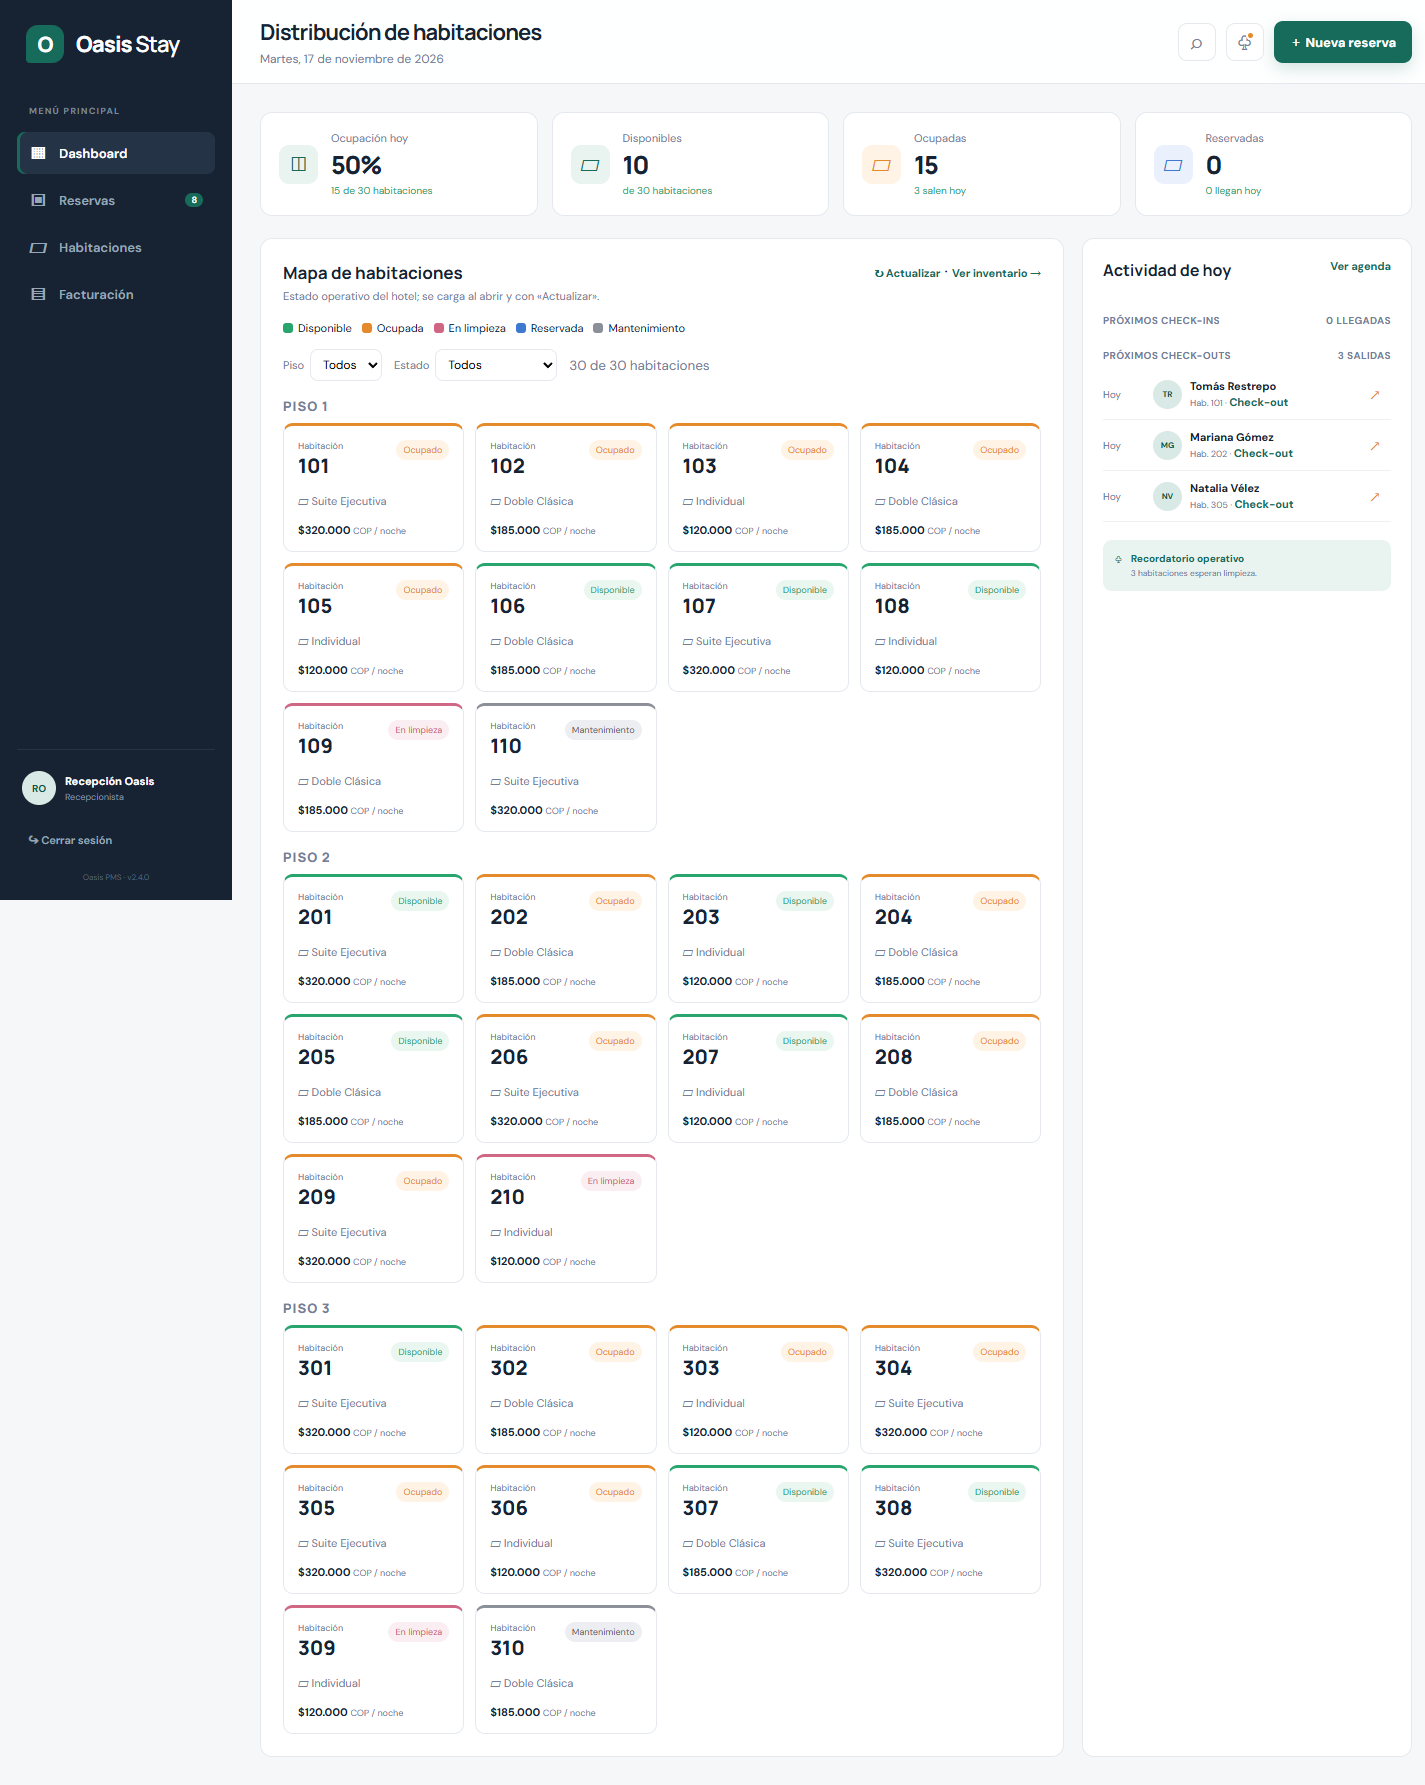 O Oasis Stay
MENÚ PRINCIPAL
Dashboard
Reservas 8
Habitaciones
Facturación
RO Recepción Oasis
Recepcionista
↪ Cerrar sesión
Oasis PMS · v2.4.0
Distribución de habitaciones
Martes, 17 de noviembre de 2026
+ Nueva reserva
Ocupación hoy
50%
15 de 30 habitaciones
Disponibles
10
de 30 habitaciones
Ocupadas
15
3 salen hoy
Reservadas
0
0 llegan hoy
Mapa de habitaciones
↻ Actualizar · Ver inventario →
Estado operativo del hotel; se carga al abrir y con «Actualizar».
Disponible Ocupada En limpieza Reservada Mantenimiento
Piso Todos Estado Todos 30 de 30 habitaciones
PISO 1
Habitación Ocupado
101
Suite Ejecutiva
$320.000 COP / noche
Habitación Ocupado
102
Doble Clásica
$185.000 COP / noche
Habitación Ocupado
103
Individual
$120.000 COP / noche
Habitación Ocupado
104
Doble Clásica
$185.000 COP / noche
Habitación Ocupado
105
Individual
$120.000 COP / noche
Habitación Disponible
106
Doble Clásica
$185.000 COP / noche
Habitación Disponible
107
Suite Ejecutiva
$320.000 COP / noche
Habitación Disponible
108
Individual
$120.000 COP / noche
Habitación En limpieza
109
Doble Clásica
$185.000 COP / noche
Habitación Mantenimiento
110
Suite Ejecutiva
$320.000 COP / noche
PISO 2
Habitación Disponible
201
Suite Ejecutiva
$320.000 COP / noche
Habitación Ocupado
202
Doble Clásica
$185.000 COP / noche
Habitación Disponible
203
Individual
$120.000 COP / noche
Habitación Ocupado
204
Doble Clásica
$185.000 COP / noche
Habitación Disponible
205
Doble Clásica
$185.000 COP / noche
Habitación Ocupado
206
Suite Ejecutiva
$320.000 COP / noche
Habitación Disponible
207
Individual
$120.000 COP / noche
Habitación Ocupado
208
Doble Clásica
$185.000 COP / noche
Habitación Ocupado
209
Suite Ejecutiva
$320.000 COP / noche
Habitación En limpieza
210
Individual
$120.000 COP / noche
PISO 3
Habitación Disponible
301
Suite Ejecutiva
$320.000 COP / noche
Habitación Ocupado
302
Doble Clásica
$185.000 COP / noche
Habitación Ocupado
303
Individual
$120.000 COP / noche
Habitación Ocupado
304
Suite Ejecutiva
$320.000 COP / noche
Habitación Ocupado
305
Suite Ejecutiva
$320.000 COP / noche
Habitación Ocupado
306
Individual
$120.000 COP / noche
Habitación Disponible
307
Doble Clásica
$185.000 COP / noche
Habitación Disponible
308
Suite Ejecutiva
$320.000 COP / noche
Habitación En limpieza
309
Individual
$120.000 COP / noche
Habitación Mantenimiento
310
Doble Clásica
$185.000 COP / noche
Actividad de hoy Ver agenda
PRÓXIMOS CHECK-INS 0 LLEGADAS
PRÓXIMOS CHECK-OUTS 3 SALIDAS
Hoy TR Tomás Restrepo ↗
Hab. 101 · Check-out
Hoy MG Mariana Gómez ↗
Hab. 202 · Check-out
Hoy NV Natalia Vélez ↗
Hab. 305 · Check-out
Recordatorio operativo
3 habitaciones esperan limpieza.